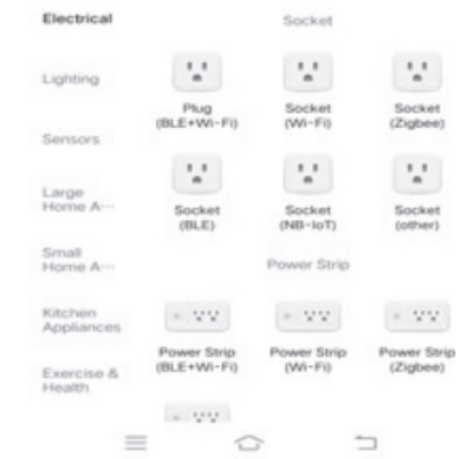 Electrical
Socket
Lighting
Plug
(BLE+Wi-Fi)
Socket
(Wi-Fi)
Socket
(Zigbee)
Sensors
Large
Home A···
Socket
(BLE)
Socket
(NB-IoT)
Socket
(other)
Small
Home A···
Power Strip
Kitchen
Appliances
Power Strip
(BLE+Wi-Fi)
Power Strip
(Wi-Fi)
Power Strip
(Zigbee)
Exercise &
Health